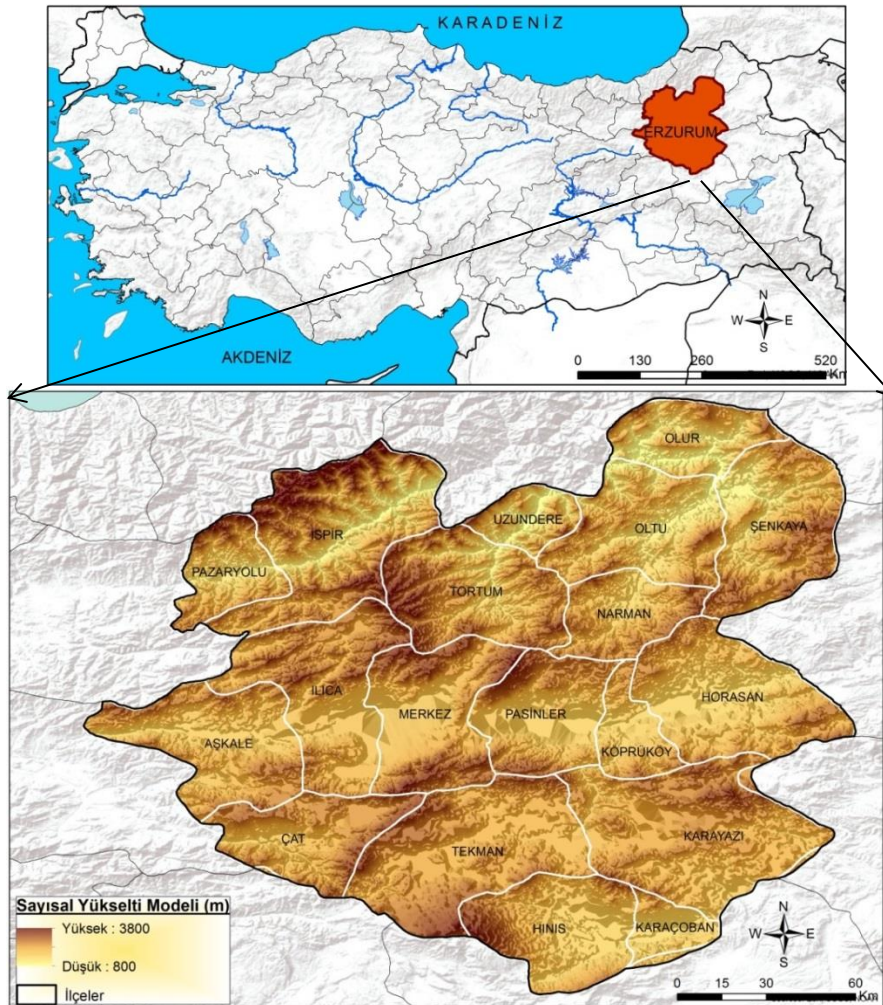 KARADENİZ
ERZURUM
AKDENİZ
N
W E
S
0 130 260 520
Km
OLUR
İSPİR
UZUNDERE
OLTU
ŞENKAYA
PAZARYOLU
TORTUM
NARMAN
ILICA
MERKEZ
PASİNLER
HORASAN
AŞKALE
KÖPRÜKÖY
ÇAT
TEKMAN
KARAYAZI
HINIS
KARAÇOBAN
Sayısal Yükselti Modeli (m)
Yüksek : 3800
Düşük : 800
İlçeler
N
W E
S
0 15 30 60
Km